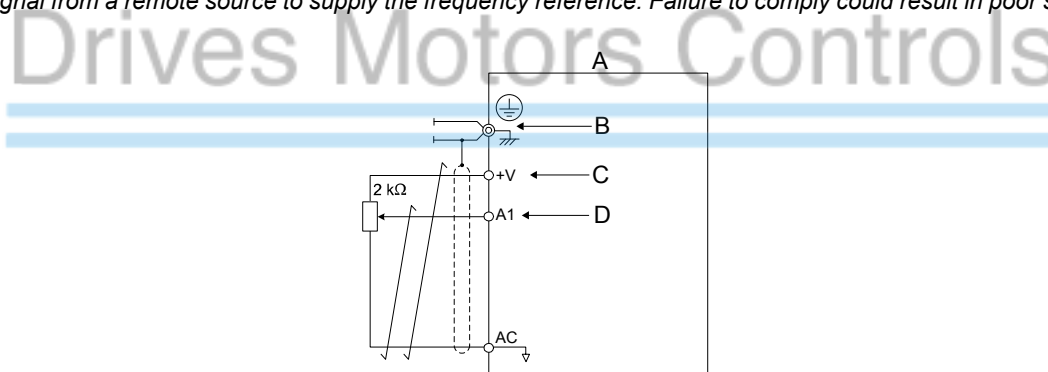 gnal from a remote source to supply the frequency reference. Failure to comply could result in poor s
Drives Motors Controls
A
B
+V
C
2 kΩ
A1
D
AC